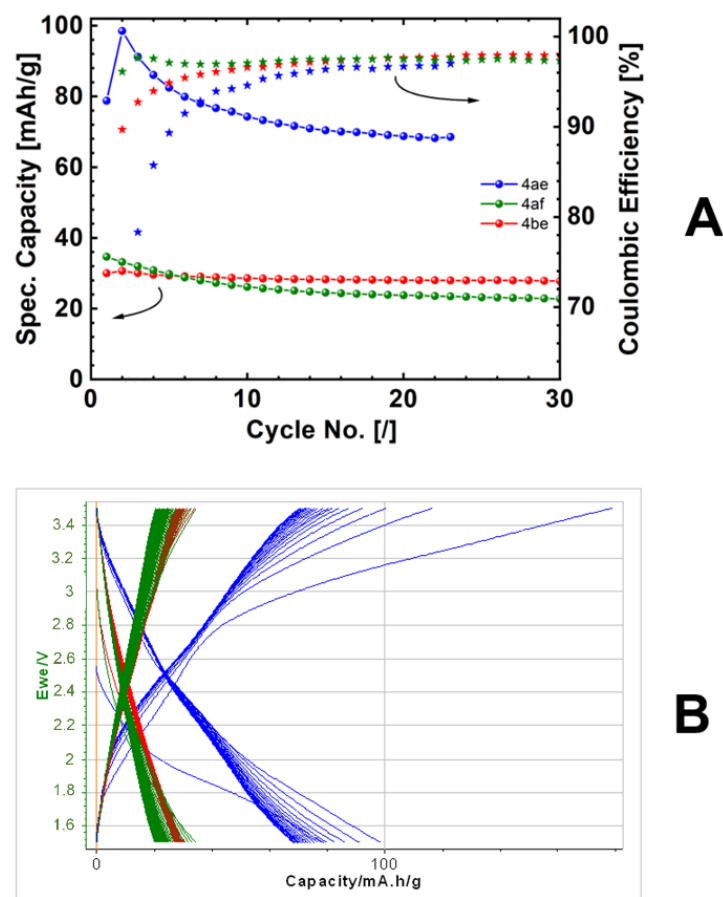 100
80
60
40
20
0
Spec. Capacity [mAh/g]
0
10
20
30
Cycle No. [/]
100
90
80
70
Coulombic Efficiency [%]
4ae
4af
4be
A
3.4
3.2
3
2.8
2.6
2.4
2.2
2
1.8
1.6
Ewe/V
0
100
Capacity/mA.h/g
B